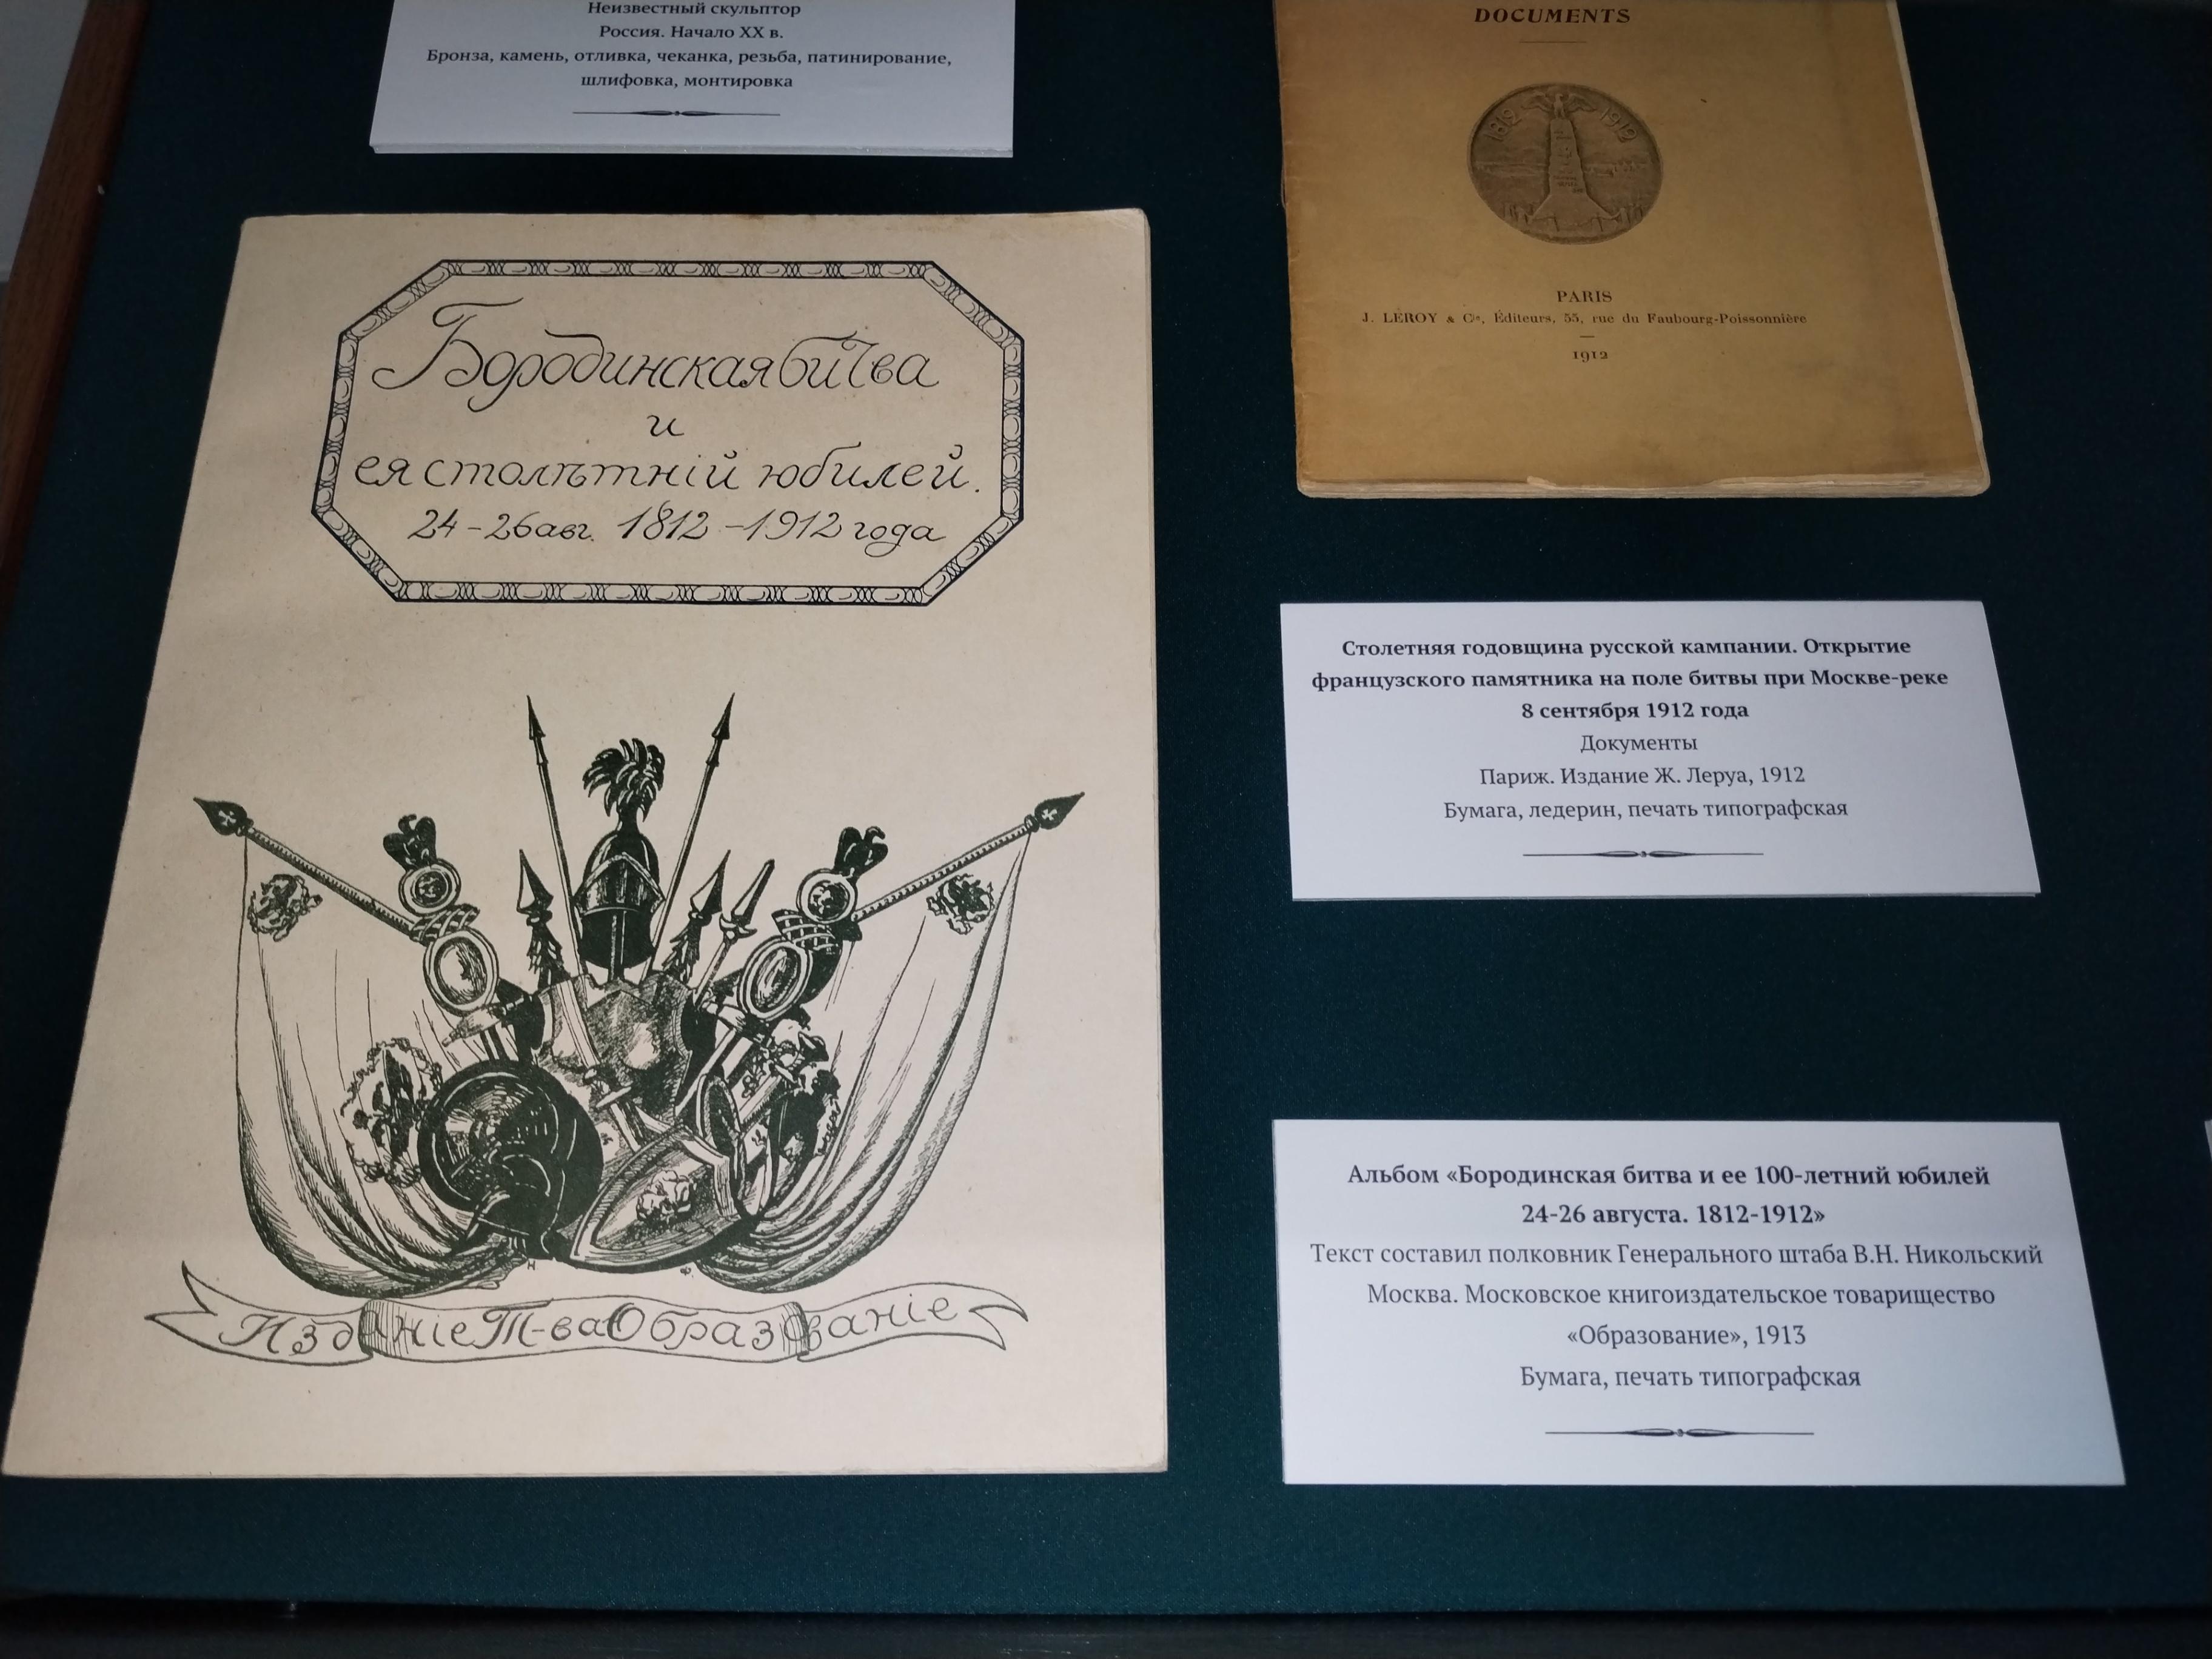 Неизвестный скульптор
Россия. Начало XX в.
Бронза, камень, отливка, чеканка, резьба, патинирование,
шлифовка, монтировка
DOCUMENTS
1812 1912
PARIS
J. LEROY & Cie, Éditeurs, 55, rue du Faubourg-Poissonnière
1912
Бородинская битва
и
ея столѣтній юбилей.
24-26 авг. 1812-1912 года
Изданіе Т-ва Образованіе
Столетняя годовщина русской кампании. Открытие
французского памятника на поле битвы при Москве-реке
8 сентября 1912 года
Документы
Париж. Издание Ж. Леруа, 1912
Бумага, ледерин, печать типографская
Альбом «Бородинская битва и ее 100-летний юбилей
24-26 августа. 1812-1912»
Текст составил полковник Генерального штаба В.Н. Никольский
Москва. Московское книгоиздательское товарищество
«Образование», 1913
Бумага, печать типографская